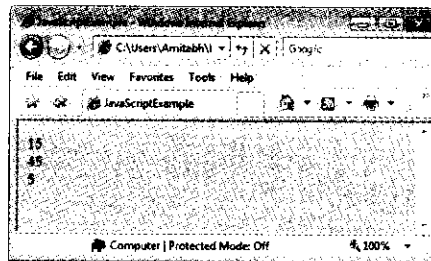 JavaScriptExample - Windows Internet Explorer
C:\Users\Amitabh\
Google
File Edit View Favorites Tools Help
JavaScriptExample
15
45
5
Computer | Protected Mode: Off 100%